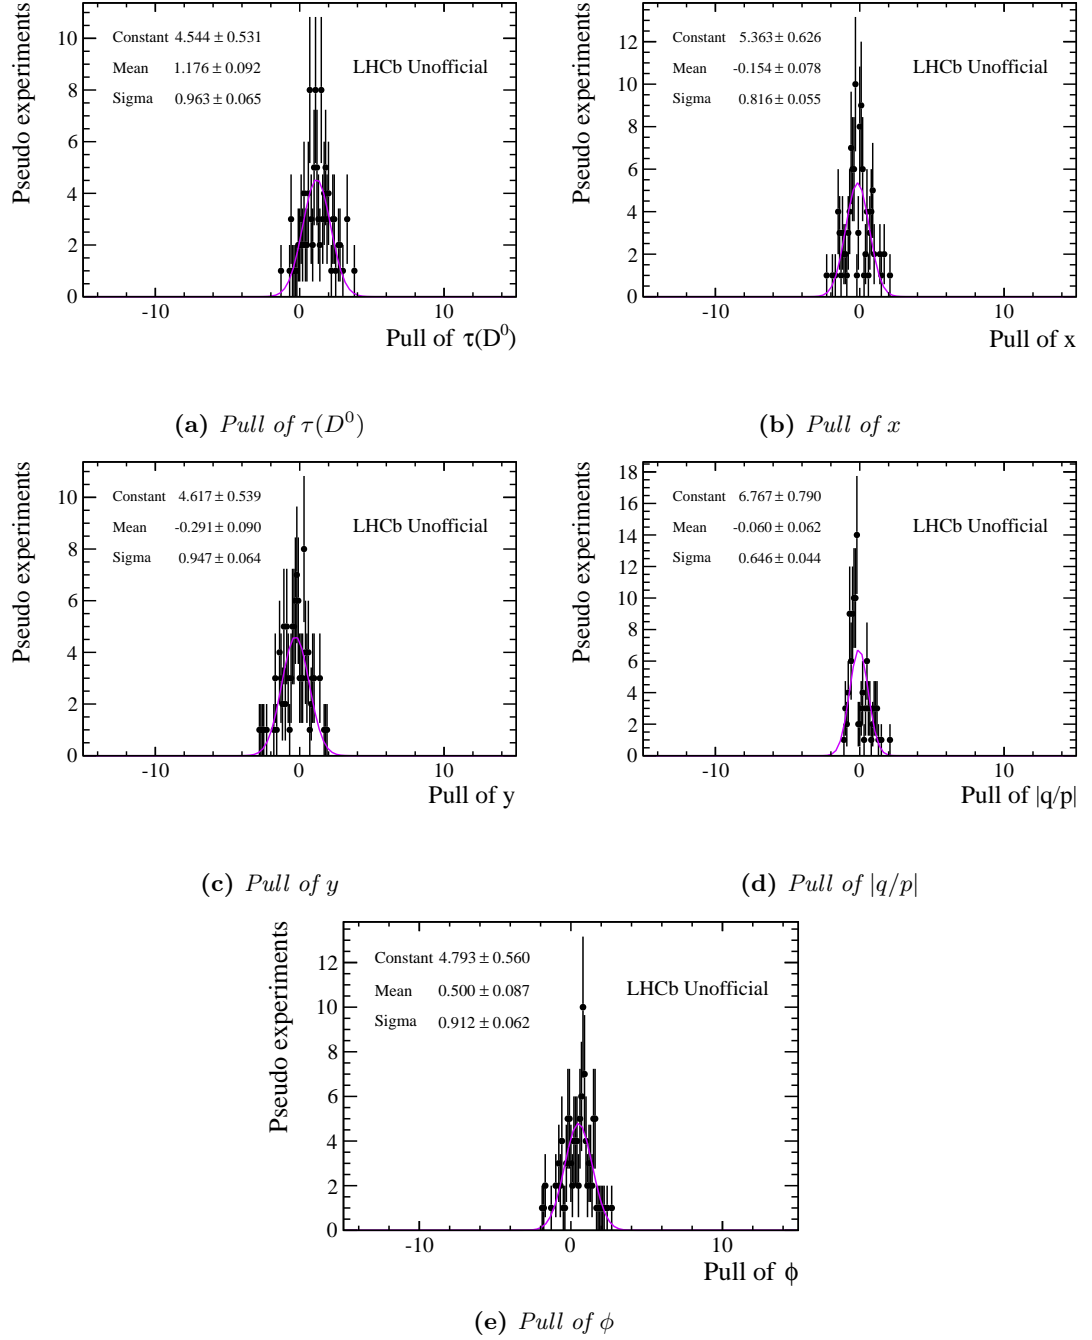 Pseudo experiments
Constant 4.544 ± 0.531
Mean 1.176 ± 0.092
Sigma 0.963 ± 0.065
LHCb Unofficial
10
8
6
4
2
0
-10 0 10
Pull of τ(D⁰)
(a) Pull of τ(D⁰)
Pseudo experiments
Constant 5.363 ± 0.626
Mean -0.154 ± 0.078
Sigma 0.816 ± 0.055
LHCb Unofficial
12
10
8
6
4
2
0
-10 0 10
Pull of x
(b) Pull of x
Pseudo experiments
Constant 4.617 ± 0.539
Mean -0.291 ± 0.090
Sigma 0.947 ± 0.064
LHCb Unofficial
10
8
6
4
2
0
-10 0 10
Pull of y
(c) Pull of y
Pseudo experiments
Constant 6.767 ± 0.790
Mean -0.060 ± 0.062
Sigma 0.646 ± 0.044
LHCb Unofficial
18
16
14
12
10
8
6
4
2
0
-10 0 10
Pull of |q/p|
(d) Pull of |q/p|
Pseudo experiments
Constant 4.793 ± 0.560
Mean 0.500 ± 0.087
Sigma 0.912 ± 0.062
LHCb Unofficial
12
10
8
6
4
2
0
-10 0 10
Pull of ϕ
(e) Pull of ϕ